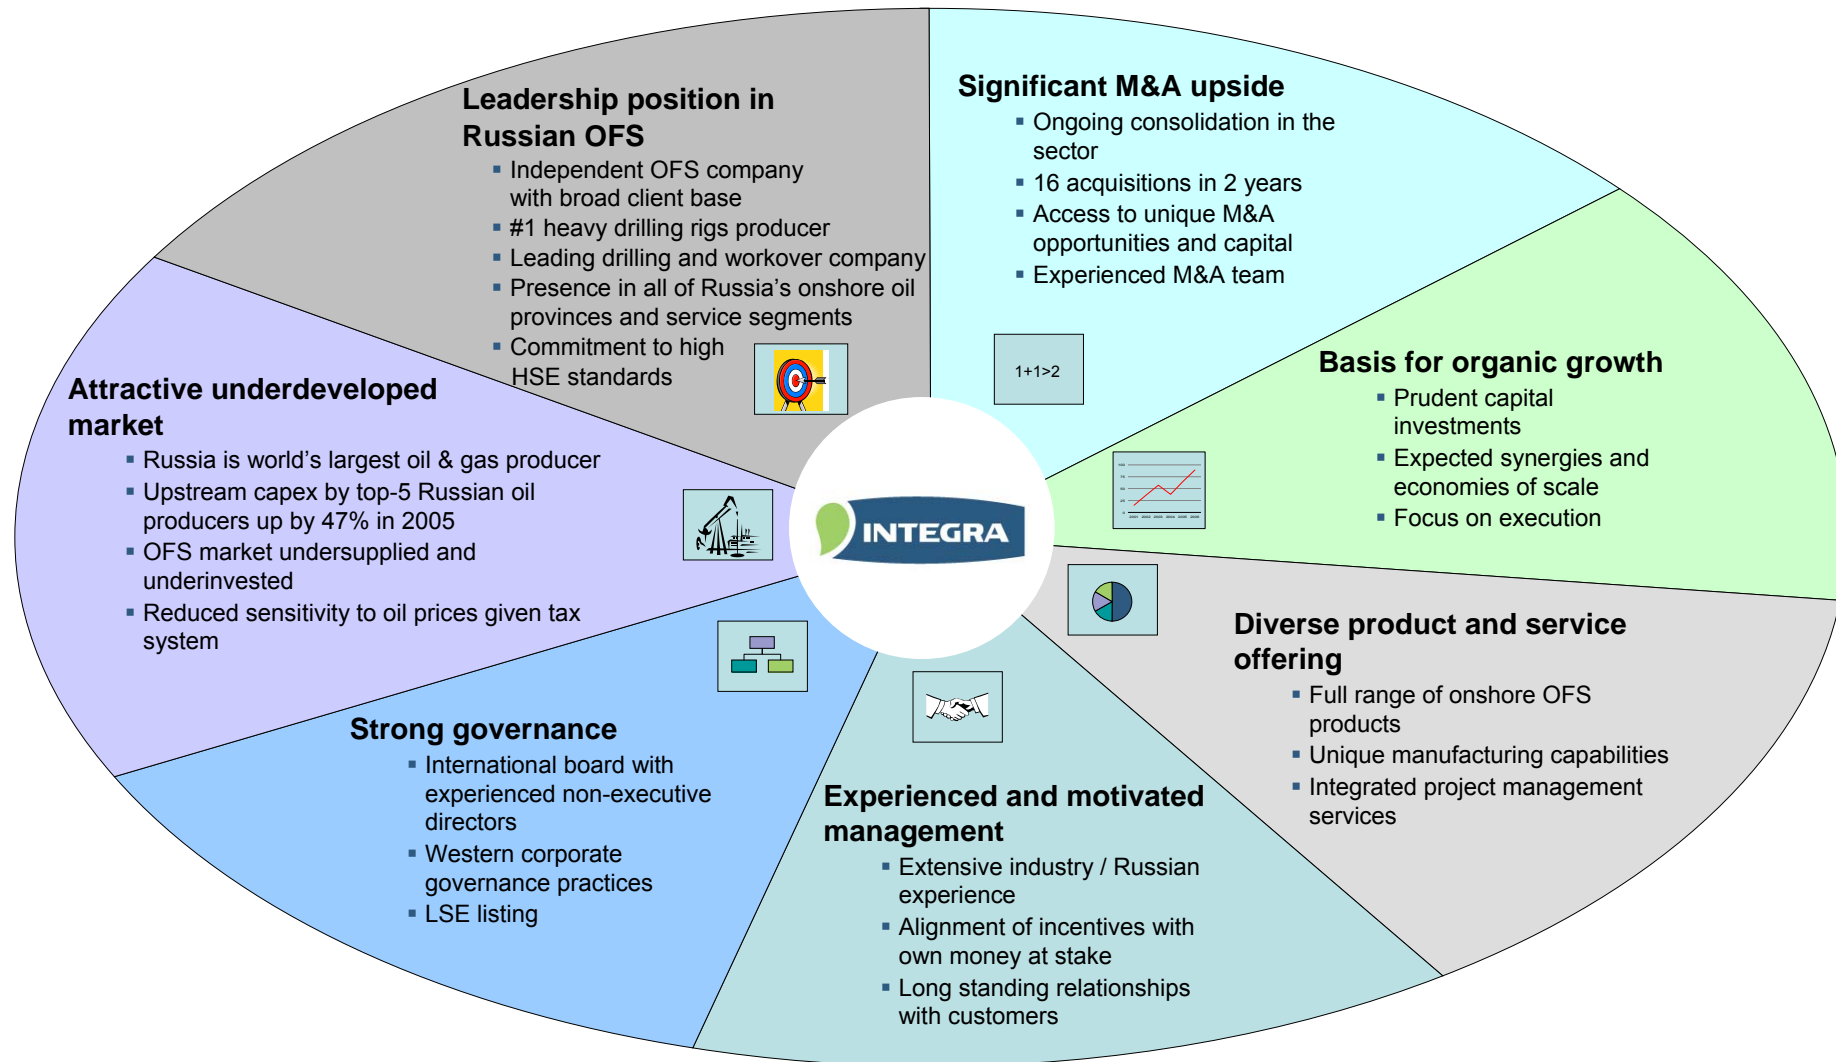 Leadership position in
Russian OFS
▪ Independent OFS company
with broad client base
▪ #1 heavy drilling rigs producer
▪ Leading drilling and workover company
▪ Presence in all of Russia's onshore oil
provinces and service segments
▪ Commitment to high
HSE standards
Significant M&A upside
▪ Ongoing consolidation in the
sector
▪ 16 acquisitions in 2 years
▪ Access to unique M&A
opportunities and capital
▪ Experienced M&A team
1+1>2
Basis for organic growth
▪ Prudent capital
investments
▪ Expected synergies and
economies of scale
▪ Focus on execution
Attractive underdeveloped
market
▪ Russia is world's largest oil & gas producer
▪ Upstream capex by top-5 Russian oil
producers up by 47% in 2005
▪ OFS market undersupplied and
underinvested
▪ Reduced sensitivity to oil prices given tax
system
INTEGRA
Diverse product and service
offering
▪ Full range of onshore OFS
products
▪ Unique manufacturing capabilities
▪ Integrated project management
services
Strong governance
▪ International board with
experienced non-executive
directors
▪ Western corporate
governance practices
▪ LSE listing
Experienced and motivated
management
▪ Extensive industry / Russian
experience
▪ Alignment of incentives with
own money at stake
▪ Long standing relationships
with customers